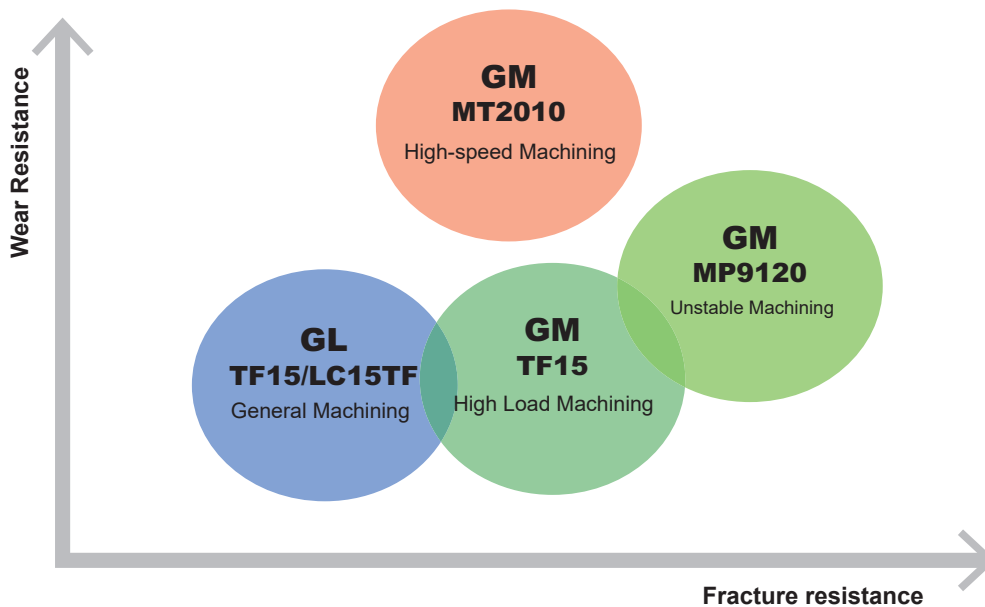 Wear Resistance
GM
MT2010
High-speed Machining
GM
MP9120
Unstable Machining
GL
TF15/LC15TF
General Machining
GM
TF15
High Load Machining
Fracture resistance